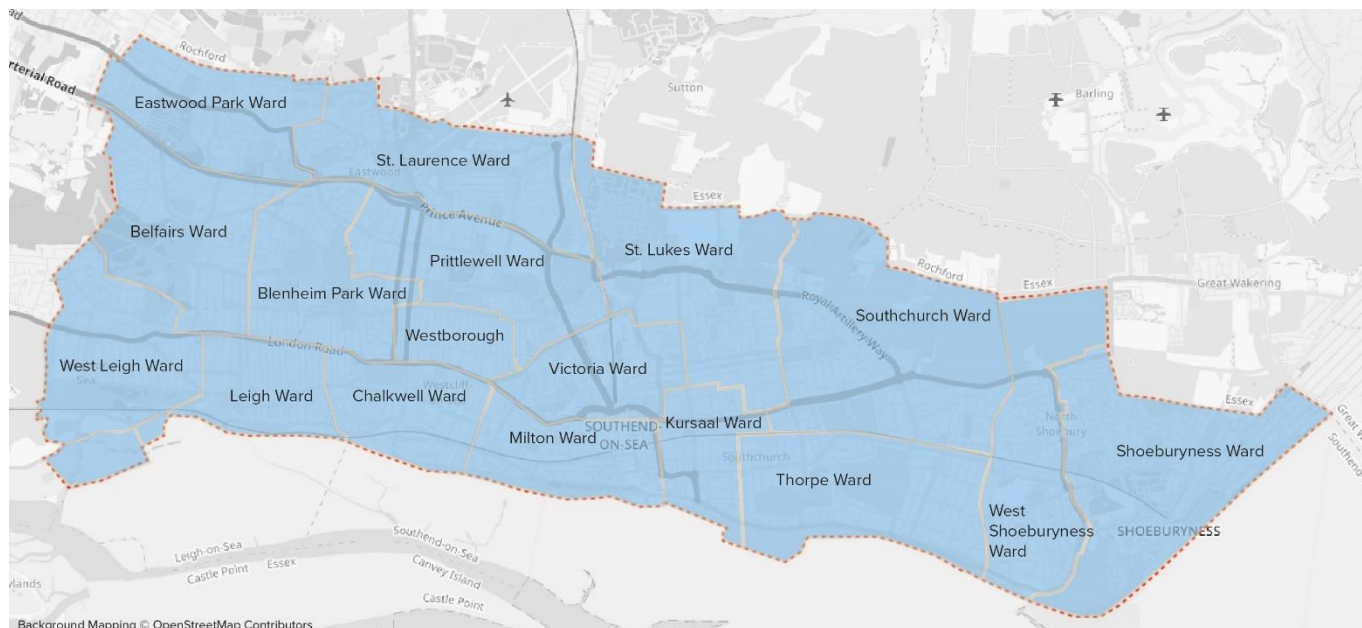 Rochford
rterial Road
Eastwood Park Ward
Sutton
Barling
St. Laurence Ward
Eastwood
Essex
Prince Avenue
Belfairs Ward
St. Lukes Ward
Prittlewell Ward
Rochford
Essex
Great Wakering
Blenheim Park Ward
Royal Artillery Way
Southchurch Ward
Westborough
London Road
West Leigh Ward
Sea
Victoria Ward
Leigh Ward
Chalkwell Ward
Westcliff-
Essex
Kursaal Ward
SOUTHEND-
ON-SEA
Milton Ward
North
Shoebury
Shoeburyness Ward
Southchurch
Thorpe Ward
West
Shoeburyness
Ward
SHOEBURYNESS
Southend-on-Sea
Leigh-on-Sea
Canvey Island
Castle Point
Essex
Castle Point
Background Mapping © OpenStreetMap Contributors